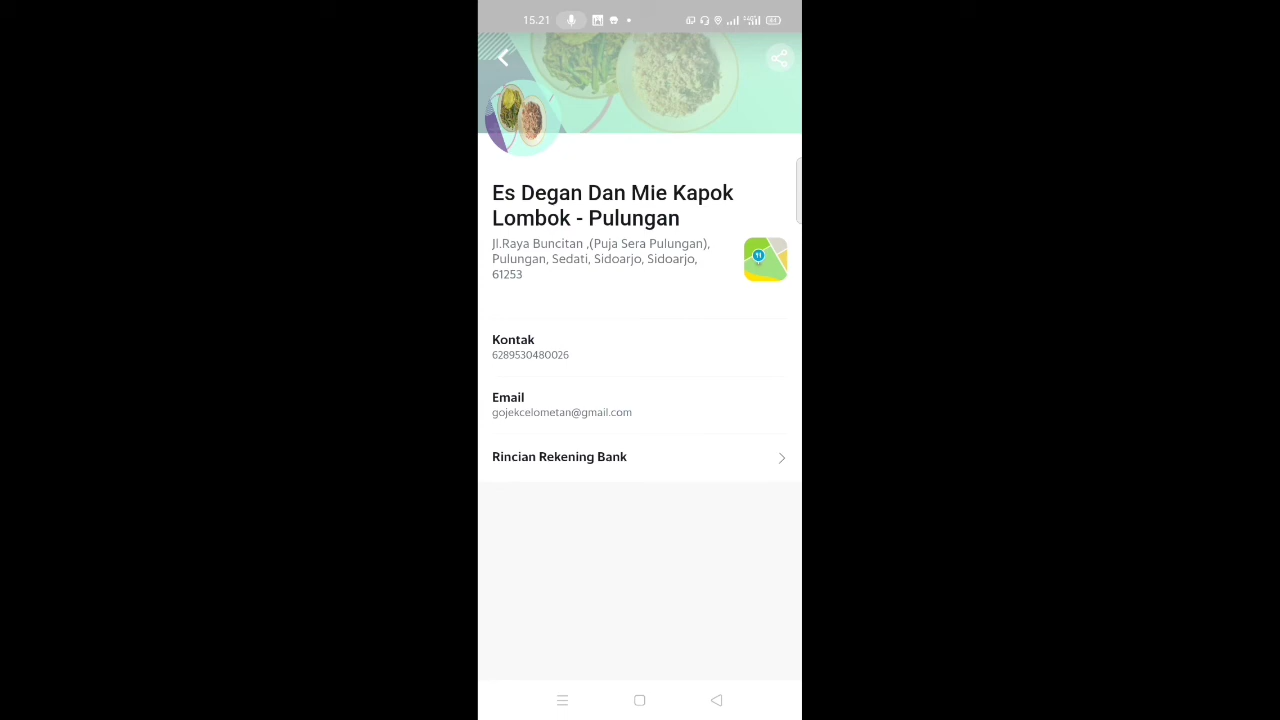 15.21
Es Degan Dan Mie Kapok
Lombok - Pulungan
Jl.Raya Buncitan ,(Puja Sera Pulungan),
Pulungan, Sedati, Sidoarjo, Sidoarjo,
61253
Kontak
6289530480026
Email
gojekcelometan@gmail.com
Rincian Rekening Bank